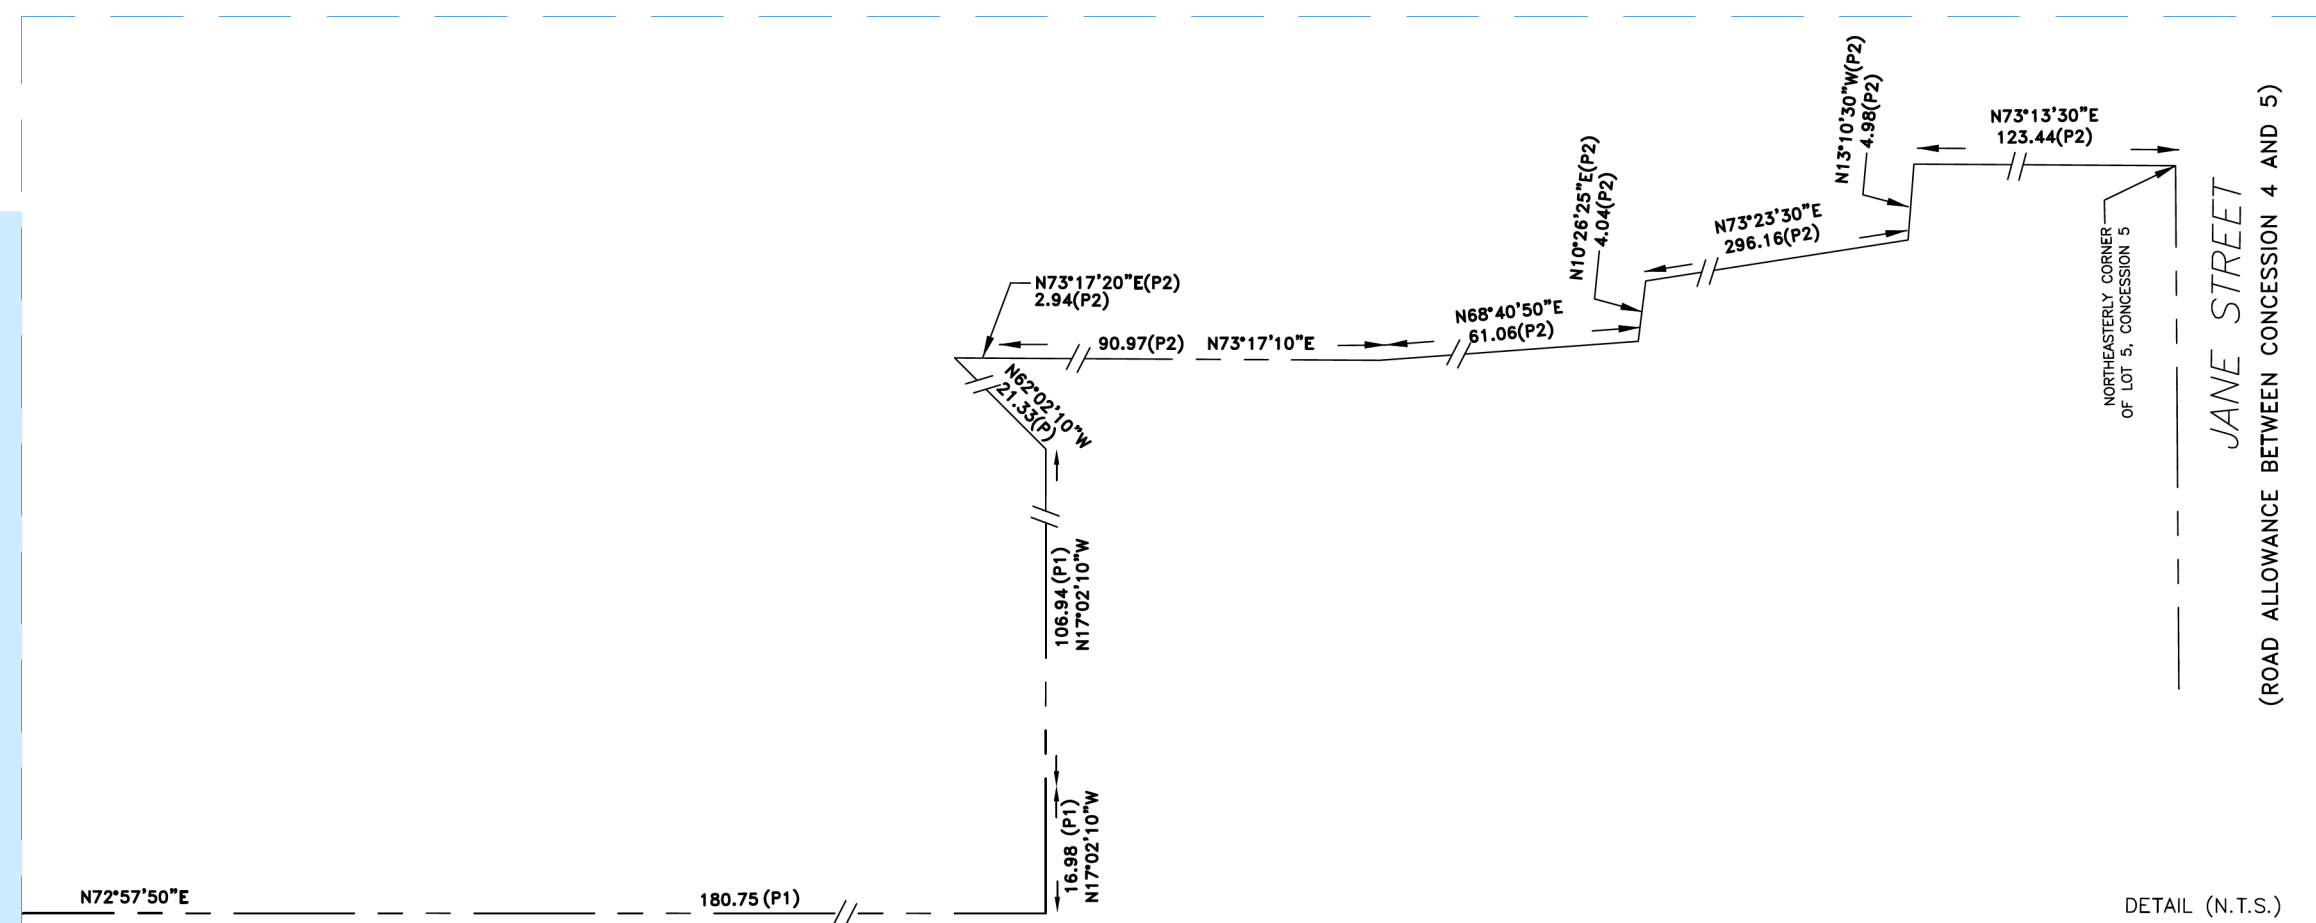 N13°10'30"W(P2)
4.98(P2)
N73°13'30"E
123.44(P2)
N10°26'25"E(P2)
4.04(P2)
N73°23'30"E
296.16(P2)
NORTHEASTERLY CORNER
OF LOT 5, CONCESSION 5
JANE STREET
(ROAD ALLOWANCE BETWEEN CONCESSION 4 AND 5)
N73°17'20"E(P2)
2.94(P2)
90.97(P2) N73°17'10"E
N68°40'50"E
61.06(P2)
N62°02'10"W
21.33(P)
106.94 (P1)
N17°02'10"W
16.98 (P1)
N17°02'10"W
N72°57'50"E
180.75 (P1)
DETAIL (N.T.S.)